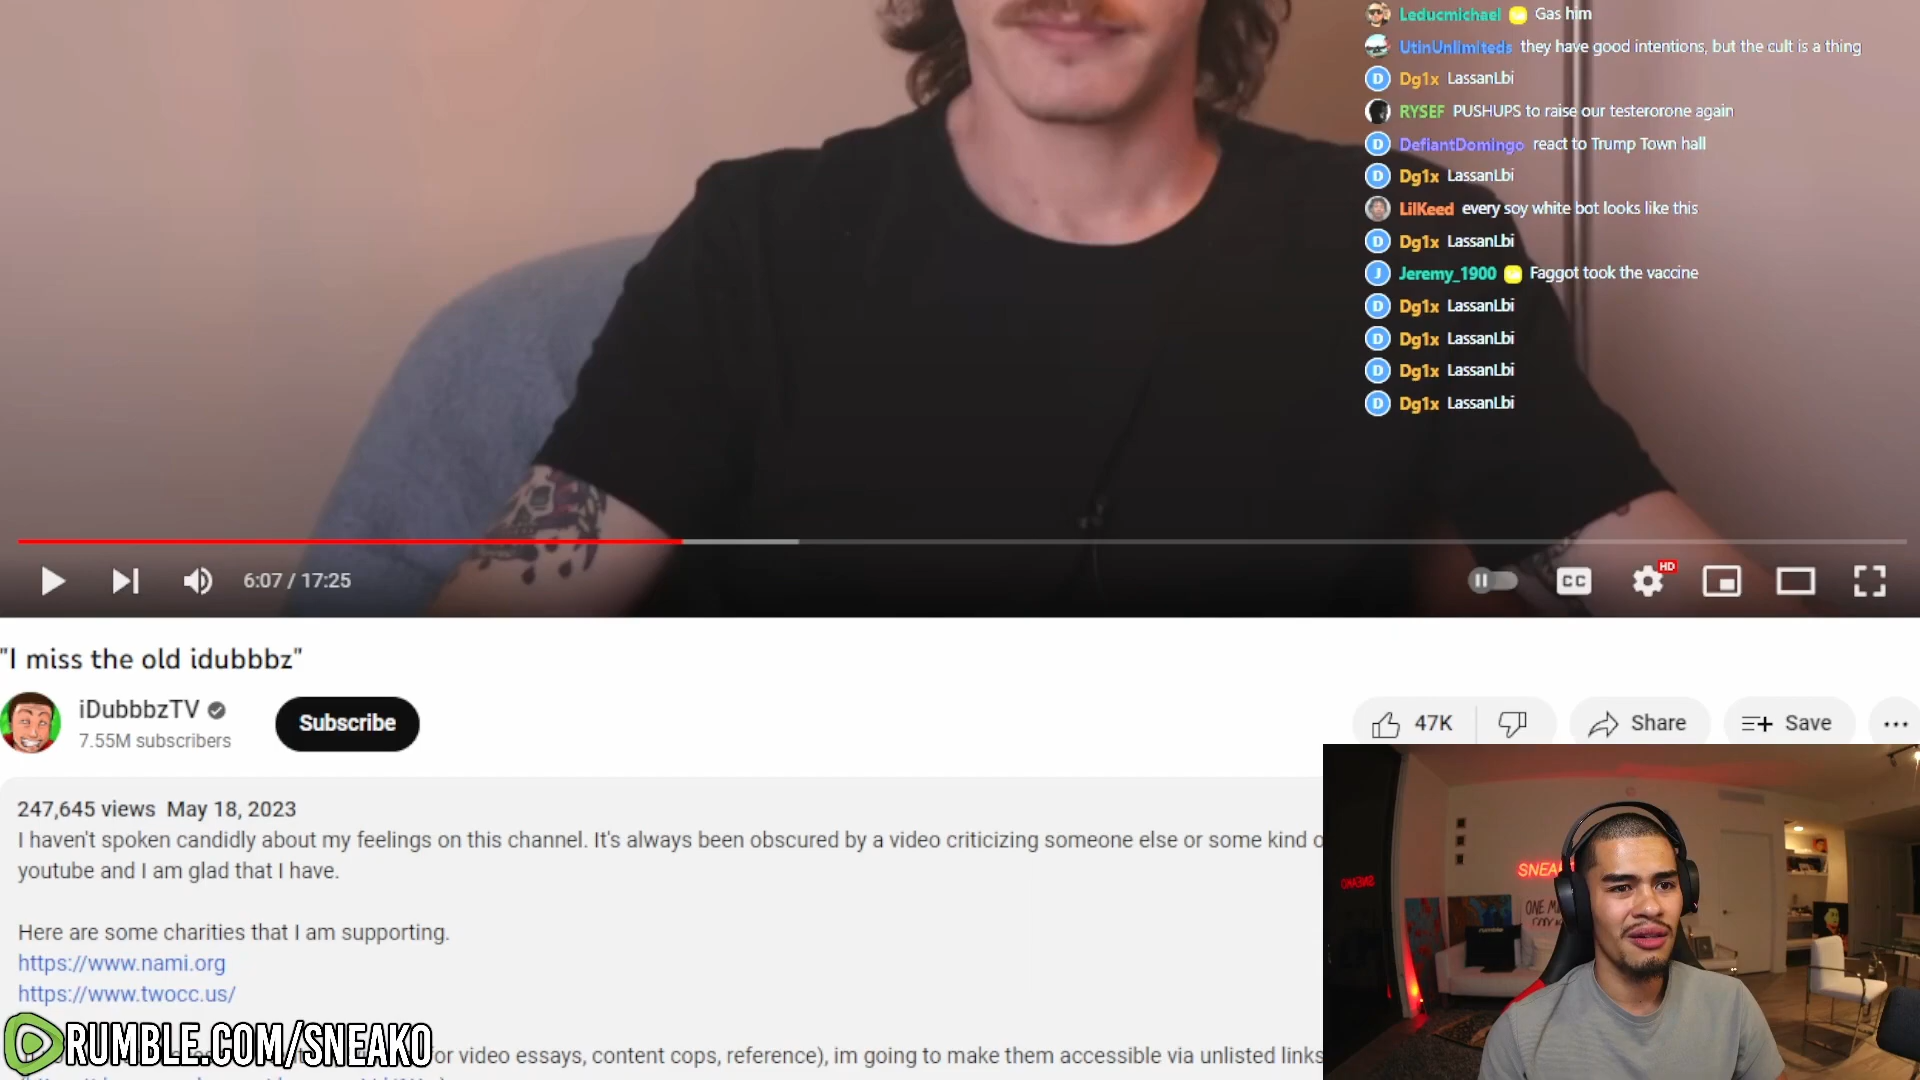 Leducmichael Gas him
UtinUnlimiteds they have good intentions, but the cult is a thing
Dg1x LassanLbi
RYSEF PUSHUPS to raise our testerorone again
DefiantDomingo react to Trump Town hall
Dg1x LassanLbi
LilKeed every soy white bot looks like this
Dg1x LassanLbi
Jeremy_1900 Faggot took the vaccine
Dg1x LassanLbi
Dg1x LassanLbi
Dg1x LassanLbi
Dg1x LassanLbi
6:07 / 17:25
CC
HD
"I miss the old idubbbz"
iDubbbzTV
7.55M subscribers
Subscribe
47K
Share
Save
247,645 views May 18, 2023
I haven't spoken candidly about my feelings on this channel. It's always been obscured by a video criticizing someone else or some kind
youtube and I am glad that I have.
Here are some charities that I am supporting.
https://www.nami.org
https://www.twocc.us/
RUMBLE.COM/SNEAKO
for video essays, content cops, reference), im going to make them accessible via unlisted links
SNEA
ONE M